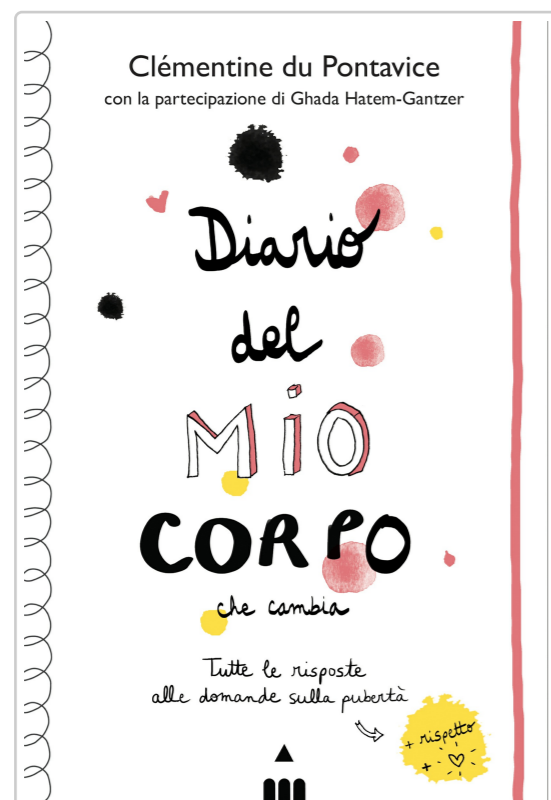 Clémentine du Pontavice
con la partecipazione di Ghada Hatem-Gantzer
Diario
del
MiO
CORPO
che cambia
Tutte le risposte
alle domande sulla pubertà
+ rispetto
+